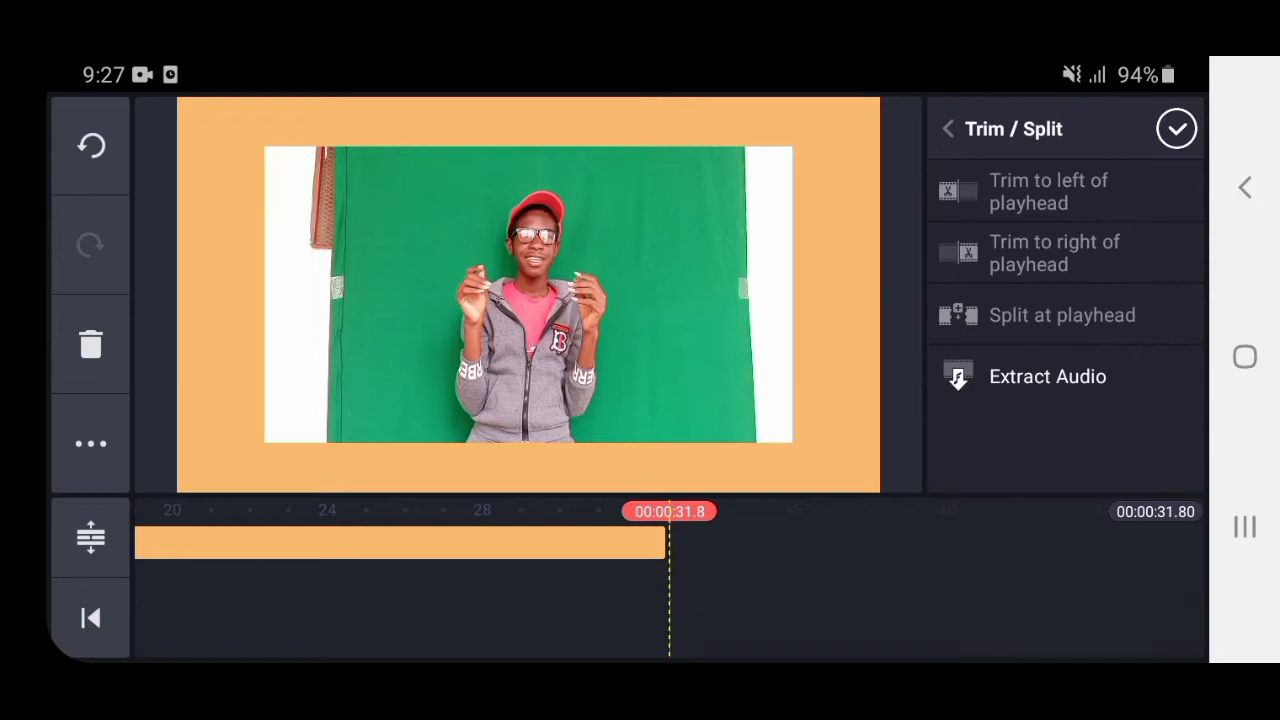 9:27
94%
Trim / Split
Trim to left of
playhead
Trim to right of
playhead
Split at playhead
Extract Audio
20
24
28
00:00:31.8
40
00:00:31.80
B